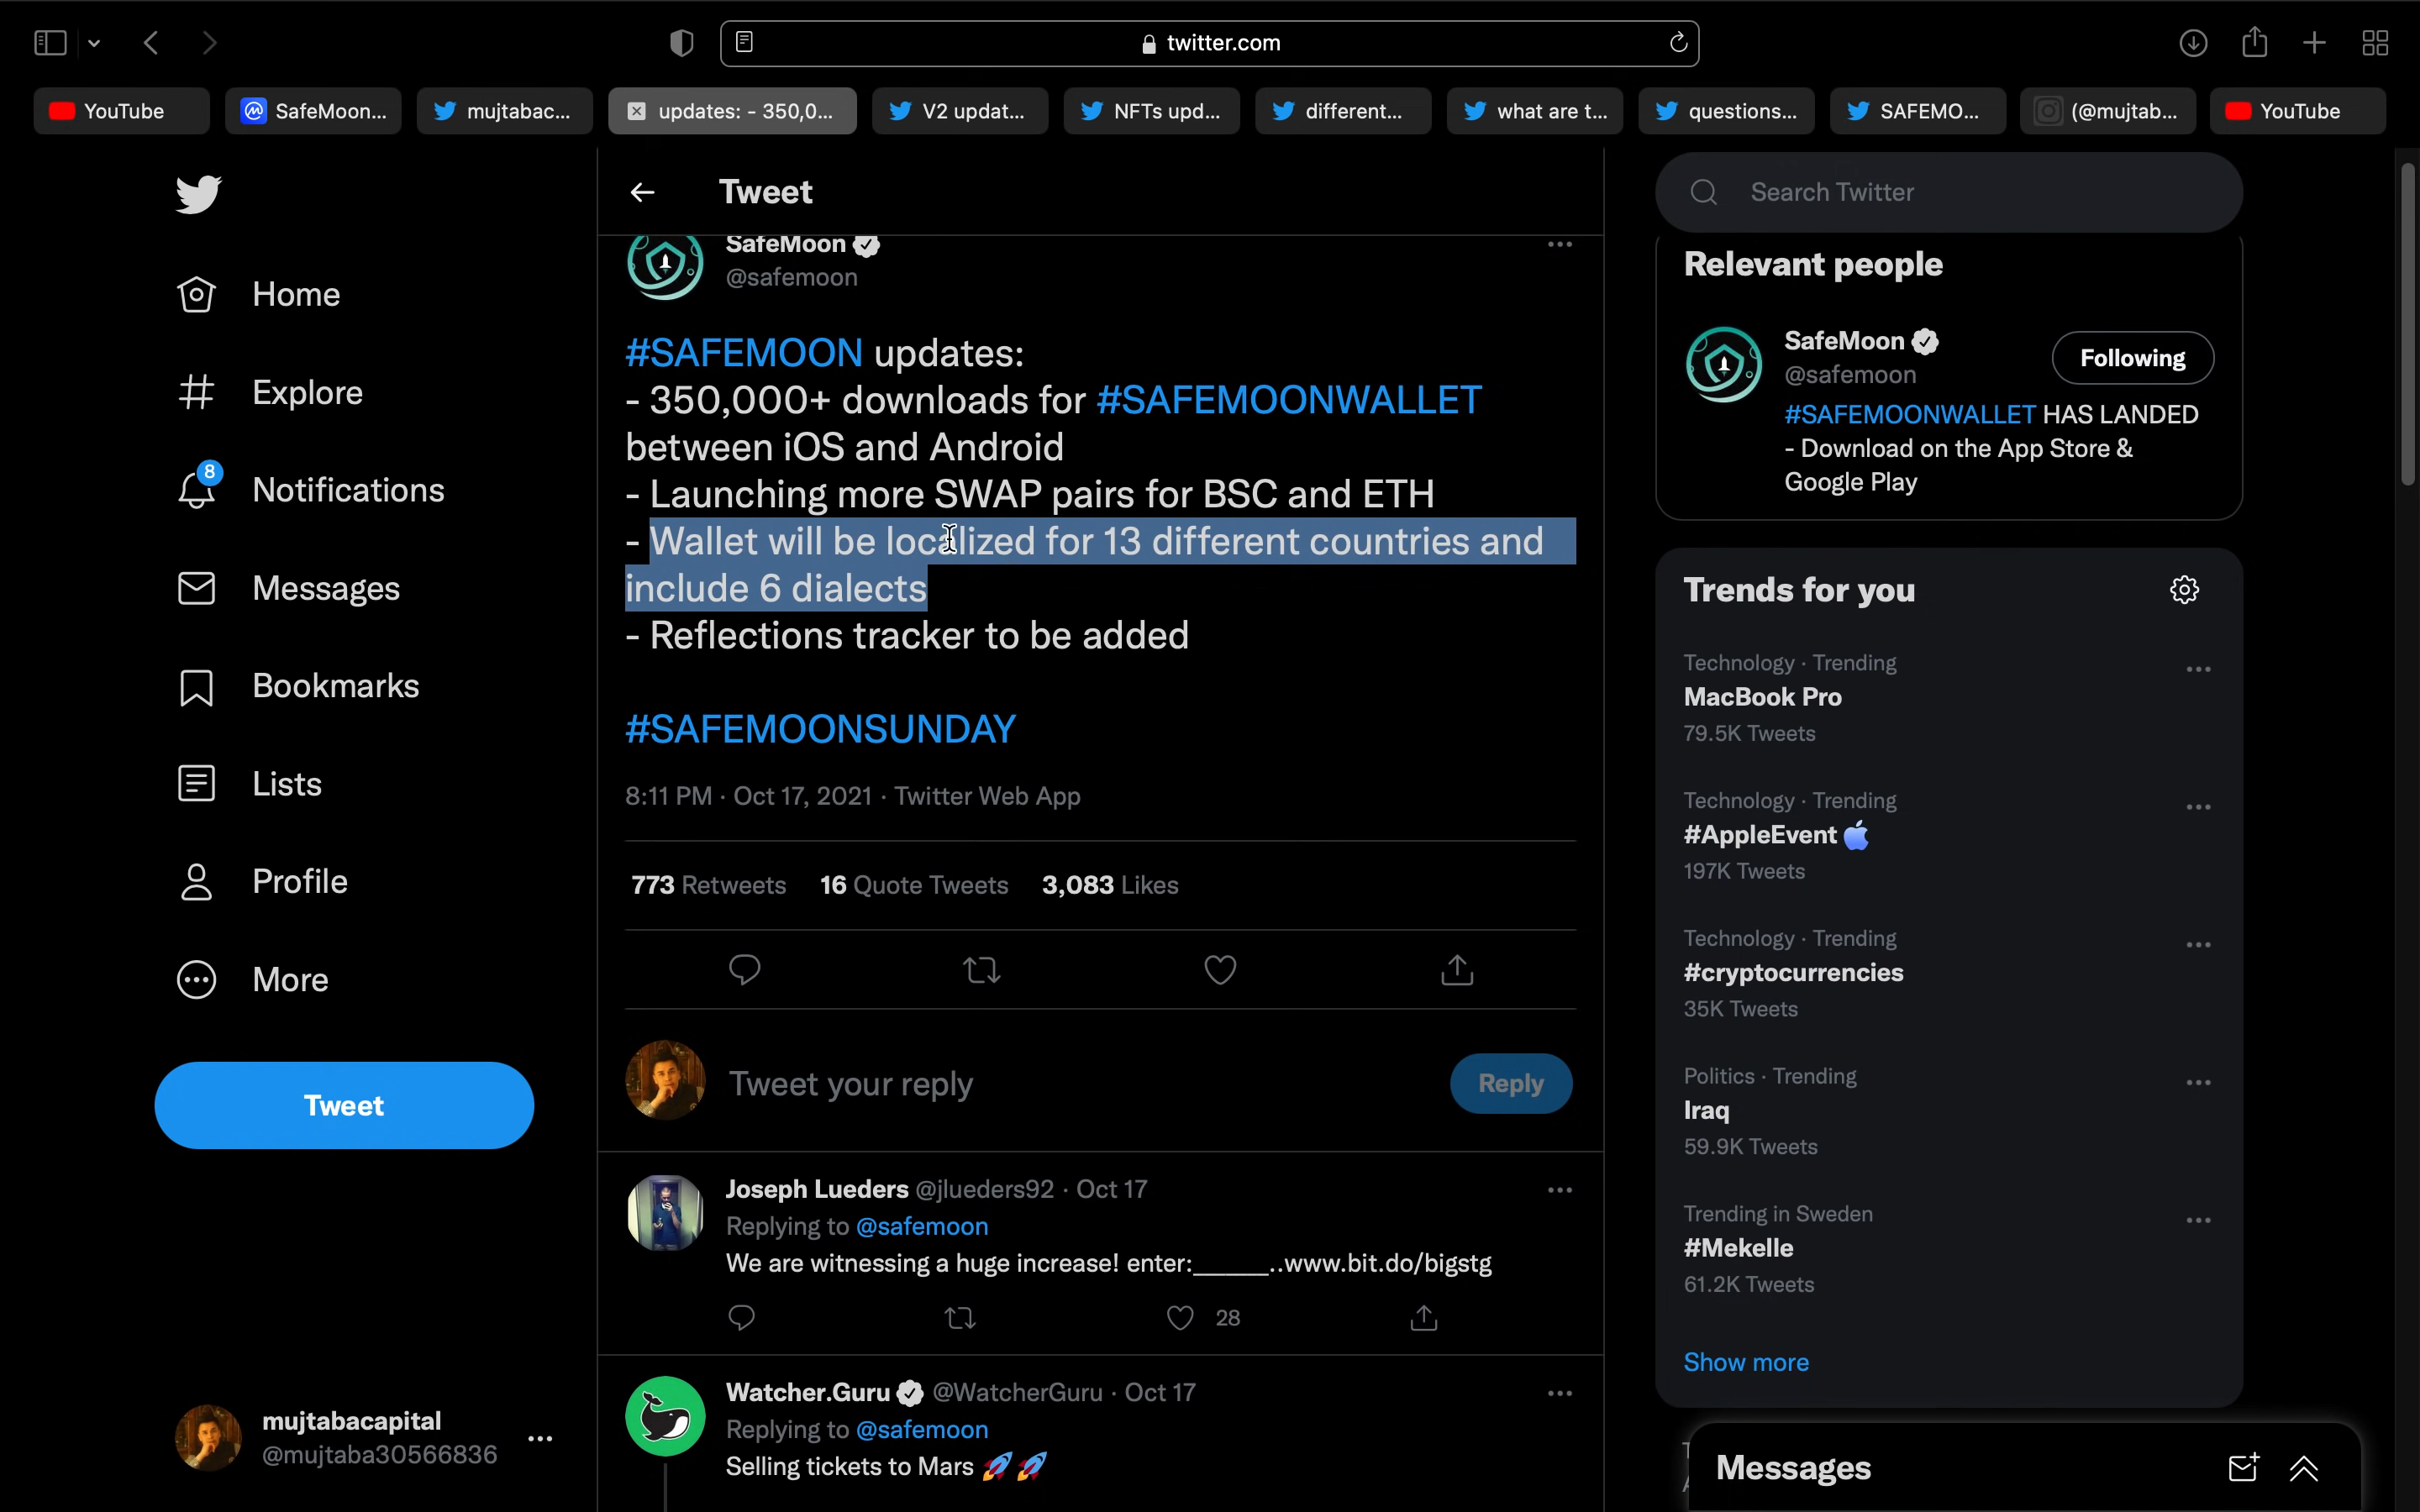 twitter.com
YouTube
SafeMoon...
mujtabac...
updates: - 350,0...
V2 updat...
NFTs upd...
different...
what are t...
questions...
SAFEMO...
(@mujtab...
YouTube
Home
Explore
8
Notifications
Messages
Bookmarks
Lists
Profile
More
Tweet
mujtabacapital
@mujtaba30566836
Tweet
SafeMoon
@safemoon
#SAFEMOON updates:
- 350,000+ downloads for #SAFEMOONWALLET
between iOS and Android
- Launching more SWAP pairs for BSC and ETH
- Wallet will be localized for 13 different countries and
include 6 dialects
- Reflections tracker to be added
#SAFEMOONSUNDAY
8:11 PM · Oct 17, 2021 · Twitter Web App
773 Retweets 16 Quote Tweets 3,083 Likes
Tweet your reply
Reply
Joseph Lueders @jlueders92 · Oct 17
Replying to @safemoon
We are witnessing a huge increase! enter:______..www.bit.do/bigstg
28
Watcher.Guru @WatcherGuru · Oct 17
Replying to @safemoon
Selling tickets to Mars 🚀 🚀
Search Twitter
Relevant people
SafeMoon
@safemoon
Following
#SAFEMOONWALLET HAS LANDED
- Download on the App Store &
Google Play
Trends for you
Technology · Trending
MacBook Pro
79.5K Tweets
Technology · Trending
#AppleEvent
197K Tweets
Technology · Trending
#cryptocurrencies
35K Tweets
Politics · Trending
Iraq
59.9K Tweets
Trending in Sweden
#Mekelle
61.2K Tweets
Show more
Messages